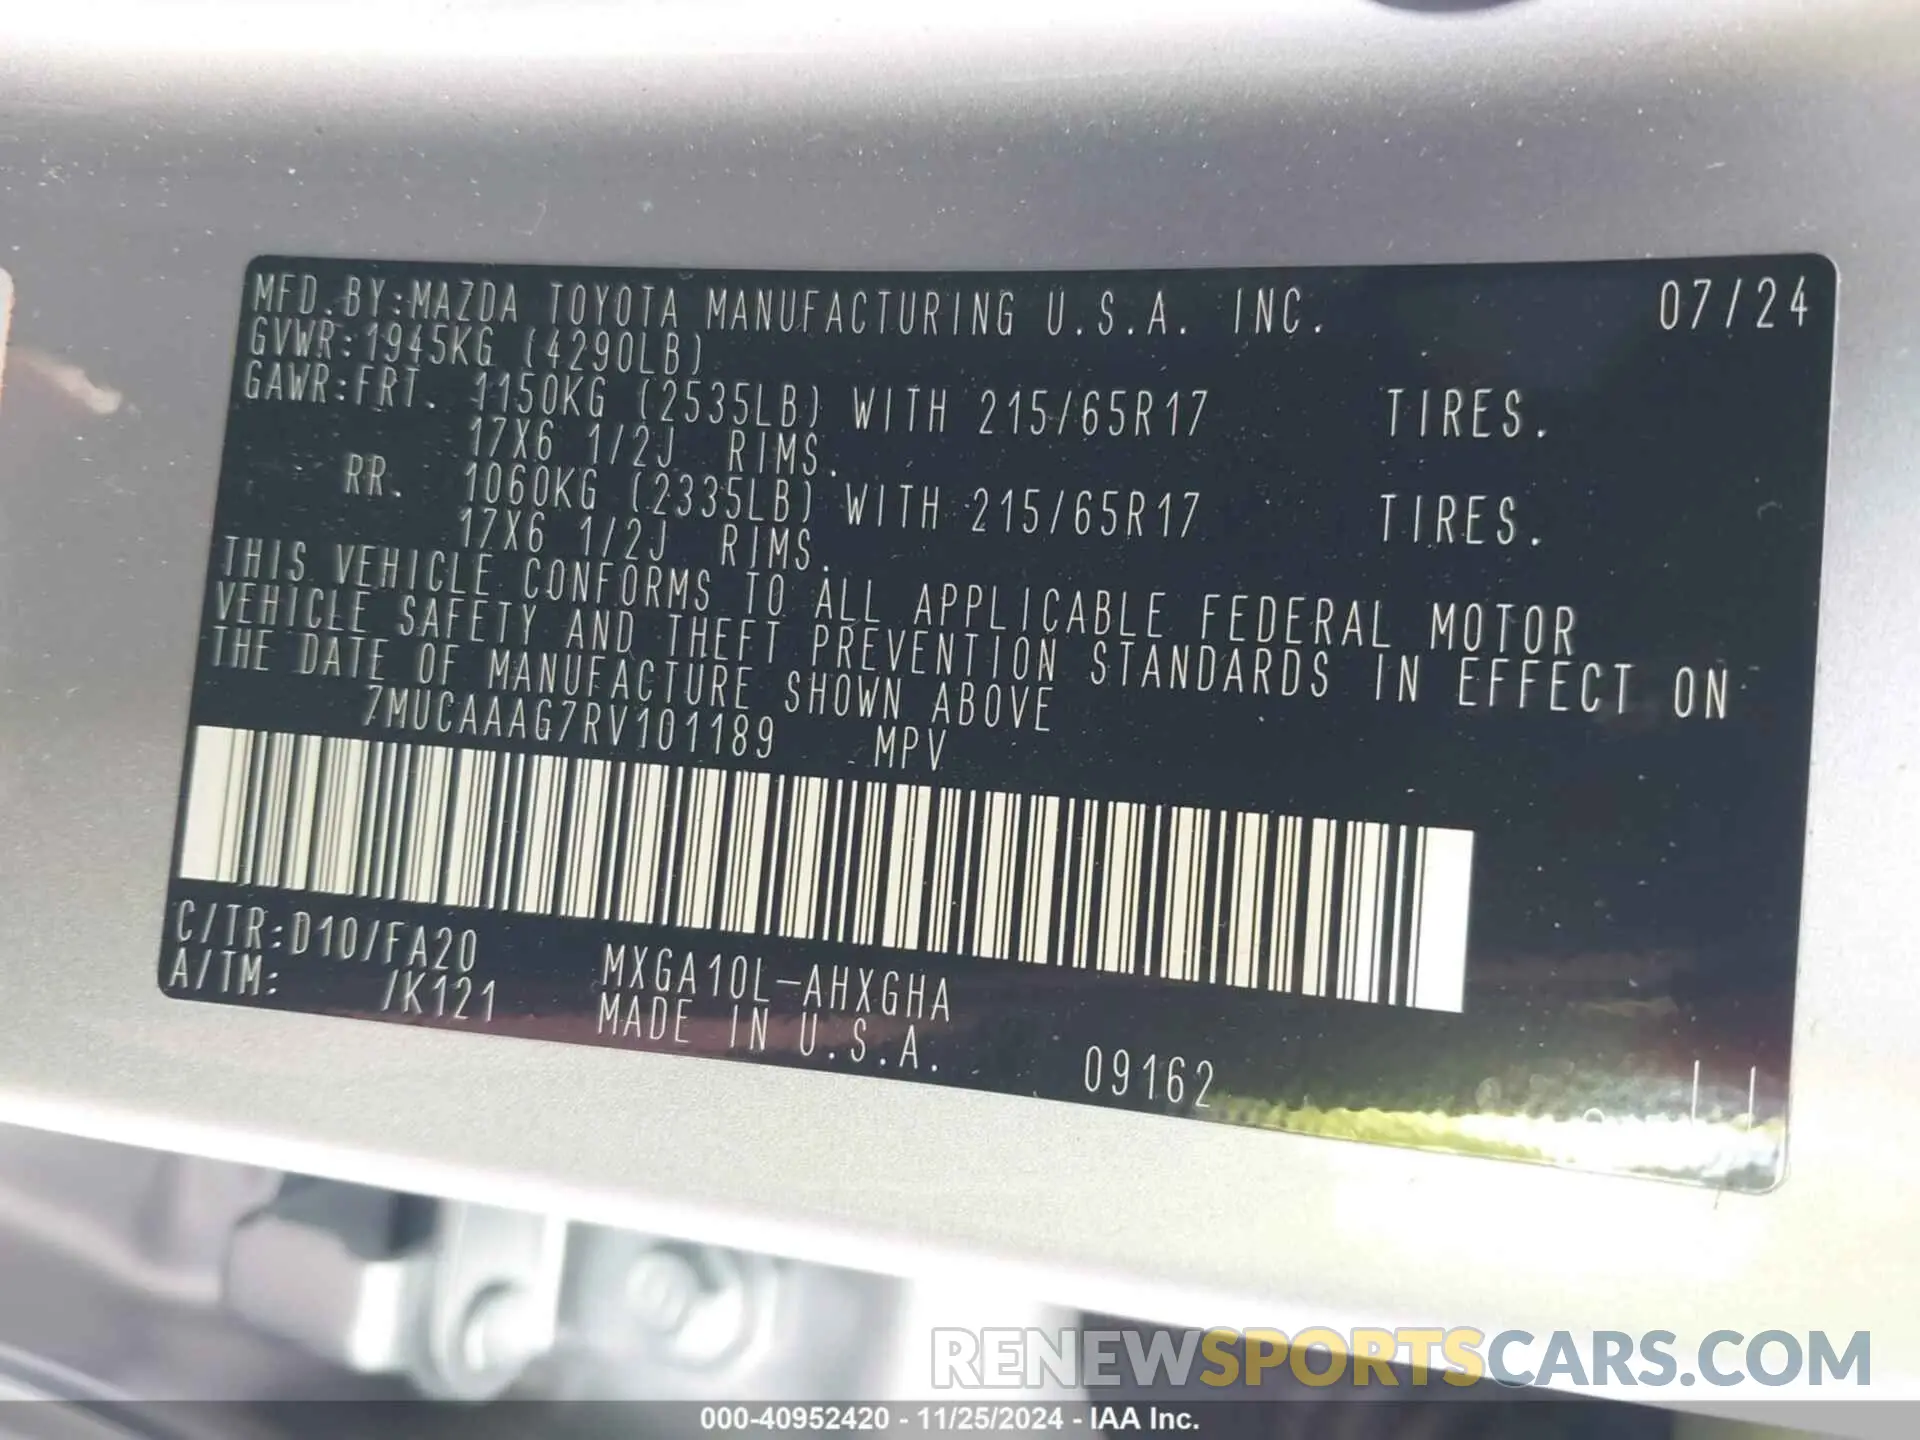 MFD.BY:MAZDA TOYOTA MANUFACTURING U.S.A. INC. 07/24
GVWR:1945KG (4290LB)
GAWR:FRT. 1150KG (2535LB) WITH 215/65R17 TIRES.
17X6 1/2J RIMS.
RR. 1060KG (2335LB) WITH 215/65R17 TIRES.
17X6 1/2J RIMS.
THIS VEHICLE CONFORMS TO ALL APPLICABLE FEDERAL MOTOR
VEHICLE SAFETY AND THEFT PREVENTION STANDARDS IN EFFECT ON
THE DATE OF MANUFACTURE SHOWN ABOVE
7MUCAAAG7RV101189 MPV
C/TR:D10/FA20 MXGA10L-AHXGHA
A/TM: /K121 MADE IN U.S.A. 09162
RENEWSPORTSCARS.COM
000-40952420 - 11/25/2024 - IAA Inc.